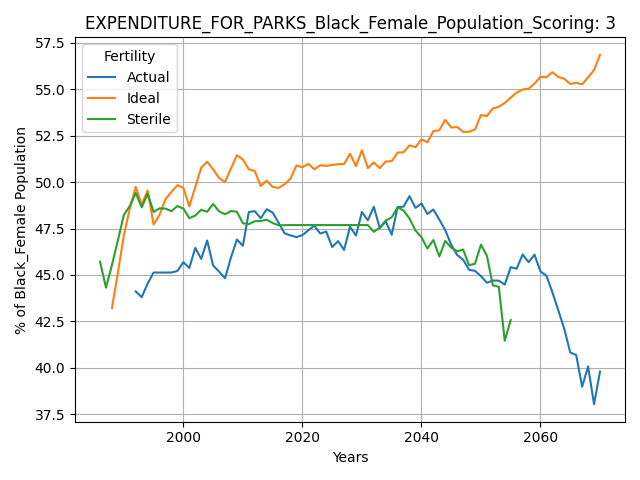 EXPENDITURE_FOR_PARKS_Black_Female_Population_Scoring: 3
Fertility
Actual
Ideal
Sterile
% of Black_Female Population
57.5
55.0
52.5
50.0
47.5
45.0
42.5
40.0
37.5
2000
2020
2040
2060
Years